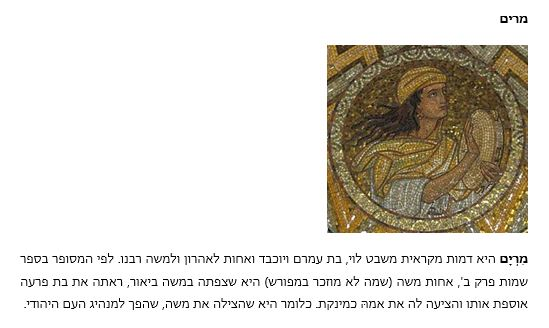 מרים
מִרְיָם היא דמות מקראית משבט לוי, בת עמרם ויוכבד ואחות לאהרון ולמשה רבנו. לפי המסופר בספר
שמות פרק ב', אחות משה (שמה לא מוזכר במפורש) היא שצפתה במשה ביאור, ראתה את בת פרעה
אוספת אותו והציעה לה את אמהּ כמינקת. כלומר היא שהצילה את משה, שהפך למנהיג העם היהודי.